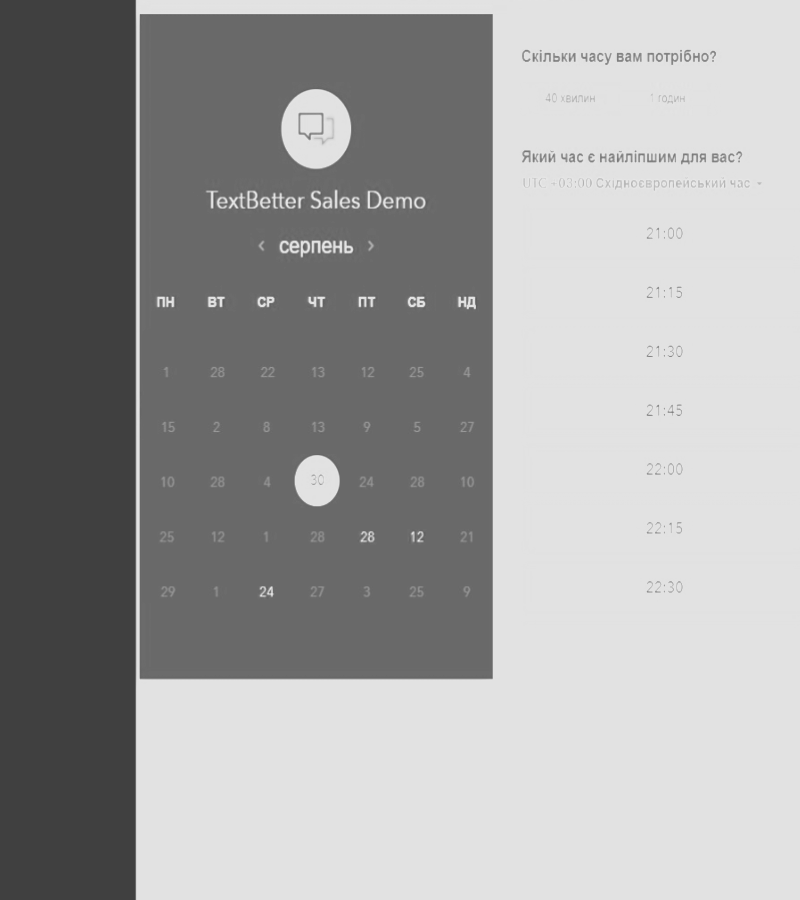 TextBetter Sales Demo
‹ серпень ›
ПН ВТ СР ЧТ ПТ СБ НД
1 28 22 13 12 25 4
15 2 8 13 9 5 27
10 28 4 30 24 28 10
25 12 1 28 28 12 21
29 1 24 27 3 25 9
Скільки часу вам потрібно?
40 хвилин 1 годин
Який час є найліпшим для вас?
UTC +03:00 Східноєвропейський час
21:00
21:15
21:30
21:45
22:00
22:15
22:30